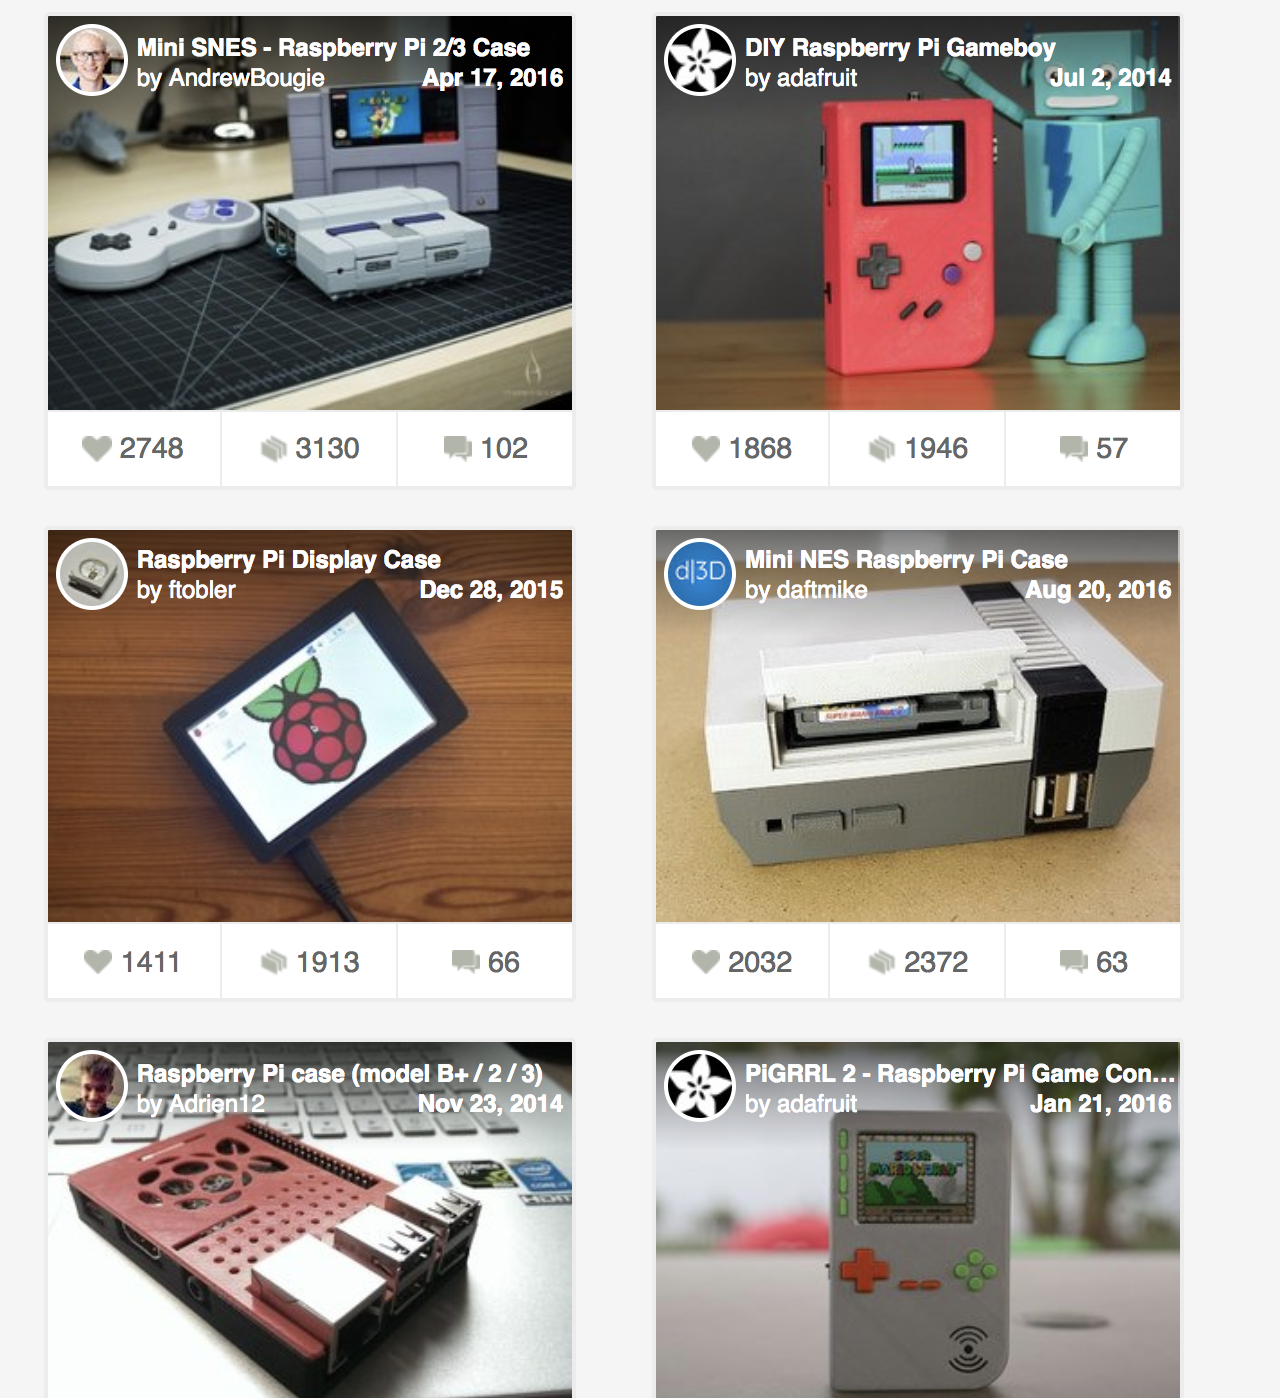 Mini SNES - Raspberry Pi 2/3 Case
by AndrewBougie
Apr 17, 2016
2748
3130
102
DIY Raspberry Pi Gameboy
by adafruit
Jul 2, 2014
1868
1946
57
Raspberry Pi Display Case
by ftobler
Dec 28, 2015
1411
1913
66
d|3D
Mini NES Raspberry Pi Case
by daftmike
Aug 20, 2016
2032
2372
63
Raspberry Pi case (model B+ / 2 / 3)
by Adrien12
Nov 23, 2014
PiGRRL 2 - Raspberry Pi Game Con...
by adafruit
Jan 21, 2016
SUPER
MARIO WORLD